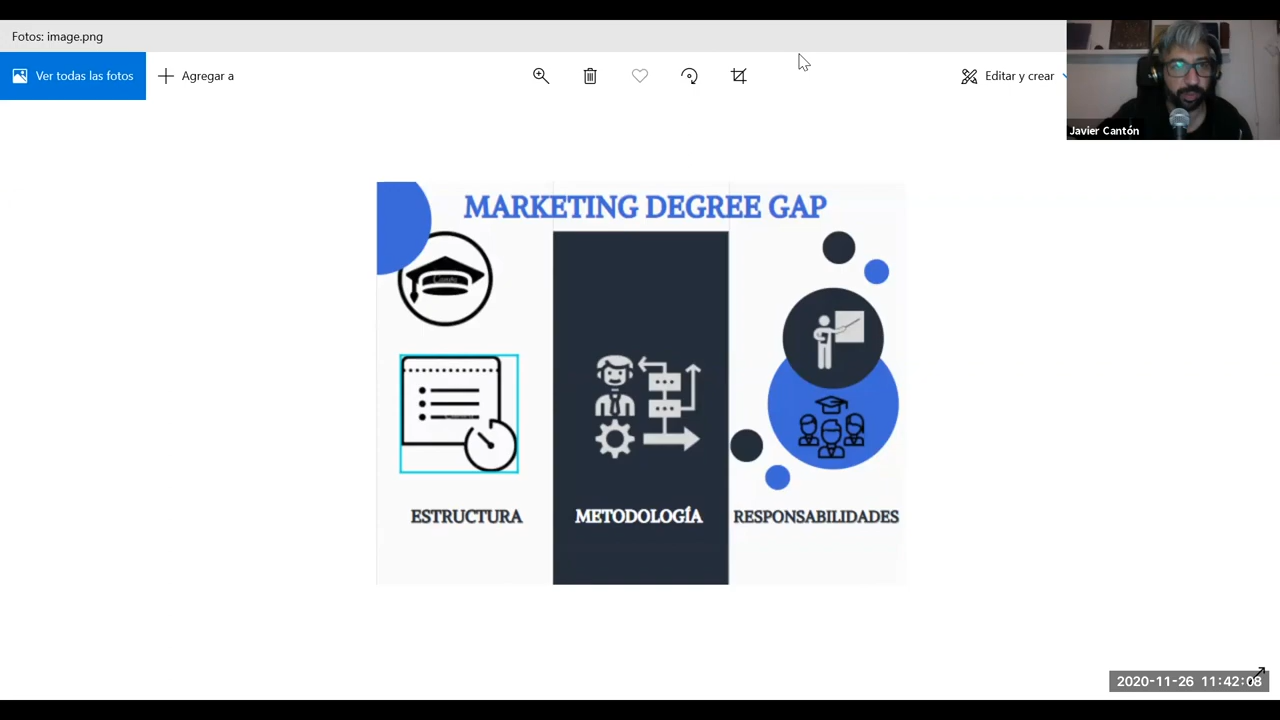 Fotos: image.png
Ver todas las fotos
Agregar a
Editar y crear
Javier Cantón
MARKETING DEGREE GAP
ESTRUCTURA
METODOLOGÍA
RESPONSABILIDADES
2020-11-26 11:42:08